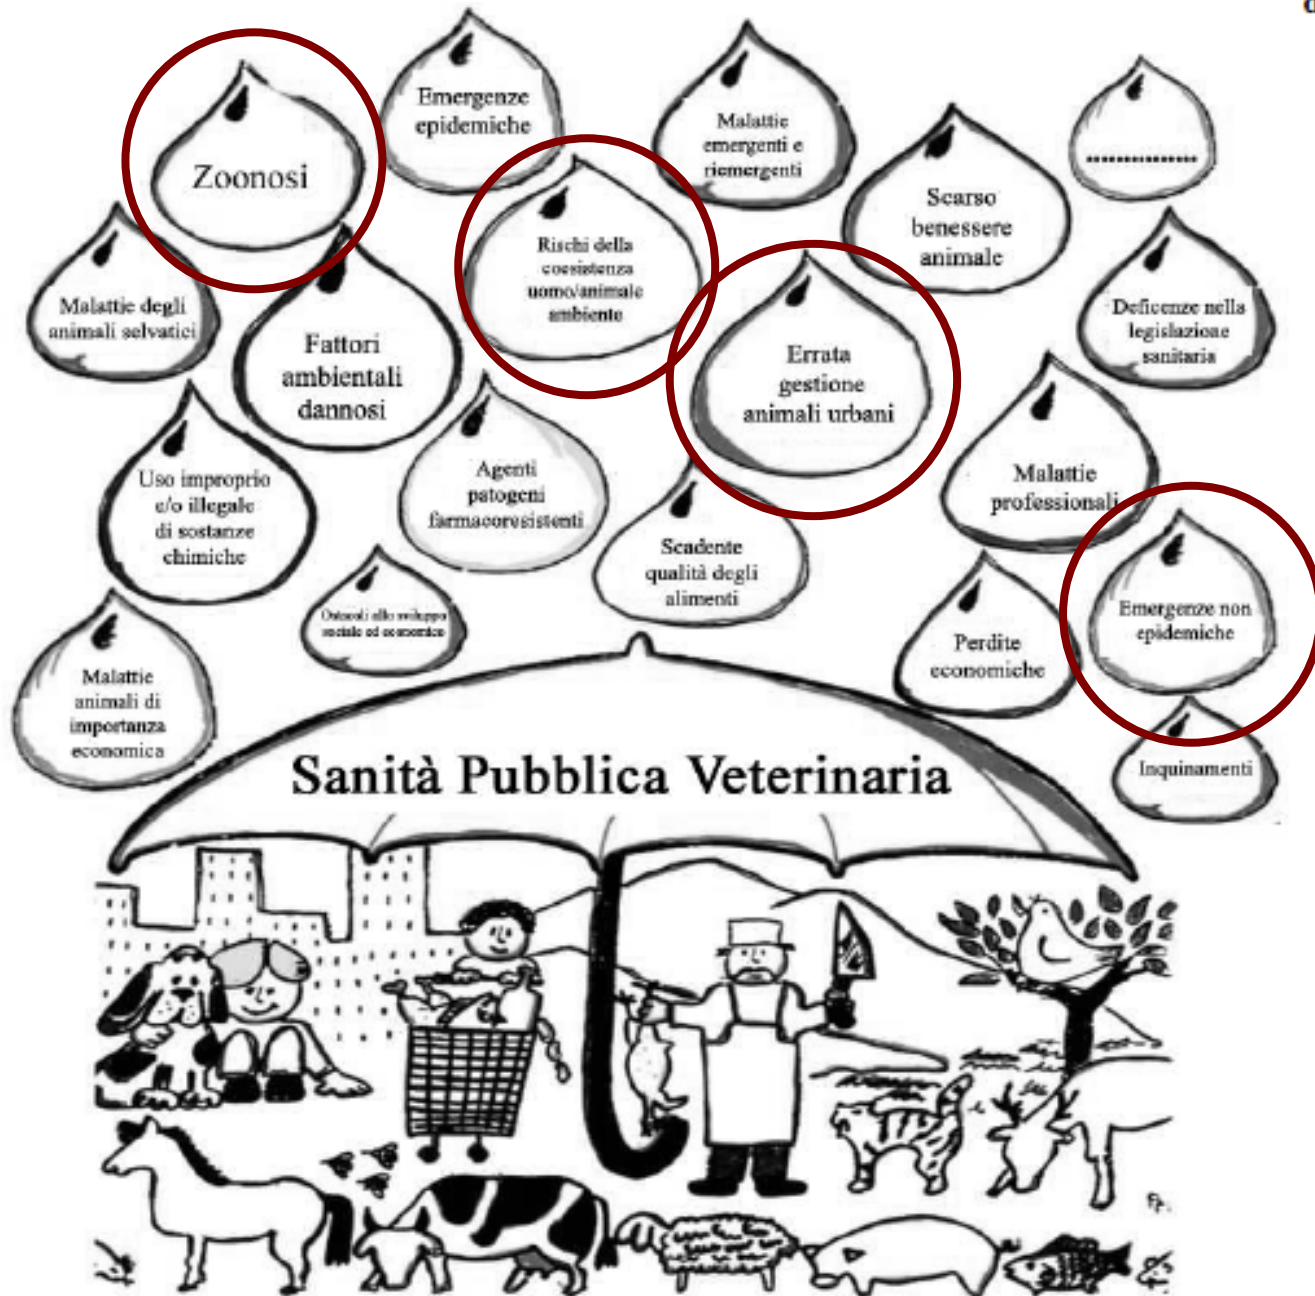 Emergenze
epidemiche
Zoonosi
Malattie
emergenti e
riemergenti
...............
Scarso
benessere
animale
Rischi della
coesistenza
uomo/animale
ambiente
Malattie degli
animali selvatici
Fattori
ambientali
dannosi
Errata
gestione
animali urbani
Deficenze nella
legislazione
sanitaria
Uso improprio
e/o illegale
di sostanze
chimiche
Agenti
patogeni
farmacoresistenti
Malattie
professionali
Scadente
qualità degli
alimenti
Ostacoli allo sviluppo
sociale ed economico
Emergenze non
epidemiche
Perdite
economiche
Malattie
animali di
importanza
economica
Inquinamenti
Sanità Pubblica Veterinaria